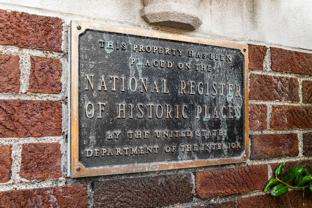 THIS PROPERTY HAS BEEN
PLACED ON THE
NATIONAL REGISTER
OF HISTORIC PLACES
BY THE UNITED STATES
DEPARTMENT OF THE INTERIOR